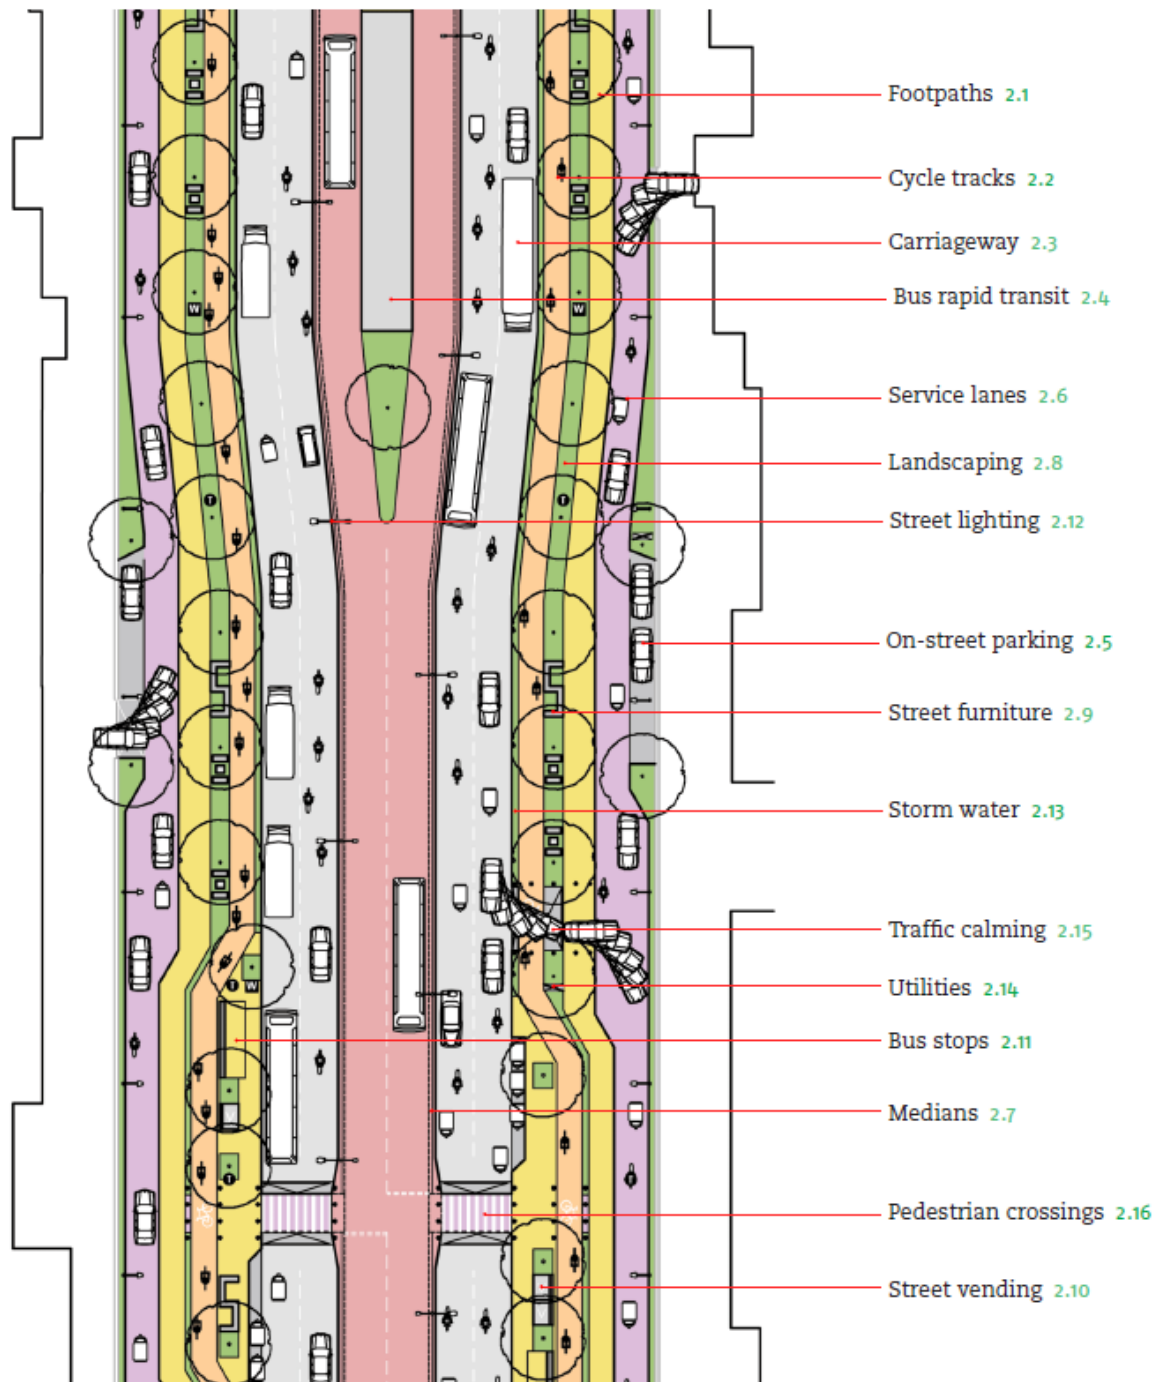 Footpaths 2.1
Cycle tracks 2.2
Carriageway 2.3
Bus rapid transit 2.4
Service lanes 2.6
Landscaping 2.8
Street lighting 2.12
On-street parking 2.5
Street furniture 2.9
Storm water 2.13
Traffic calming 2.15
Utilities 2.14
Bus stops 2.11
Medians 2.7
Pedestrian crossings 2.16
Street vending 2.10
W
W
T
T
W
T